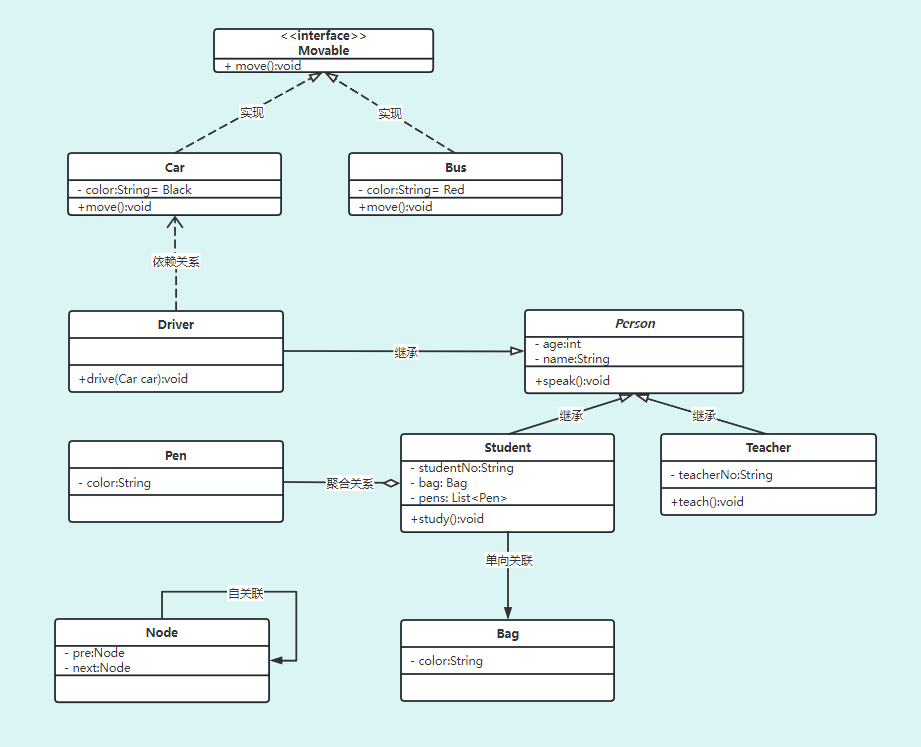 <<interface>>
Movable
+ move():void
实现
实现
Car
- color:String= Black
+move():void
Bus
- color:String= Red
+move():void
依赖关系
Driver
+drive(Car car):void
继承
Person
- age:int
- name:String
+speak():void
继承
继承
Pen
- color:String
聚合关系
Student
- studentNo:String
- bag: Bag
- pens: List<Pen>
+study():void
Teacher
- teacherNo:String
+teach():void
单向关联
自关联
Node
- pre:Node
- next:Node
Bag
- color:String